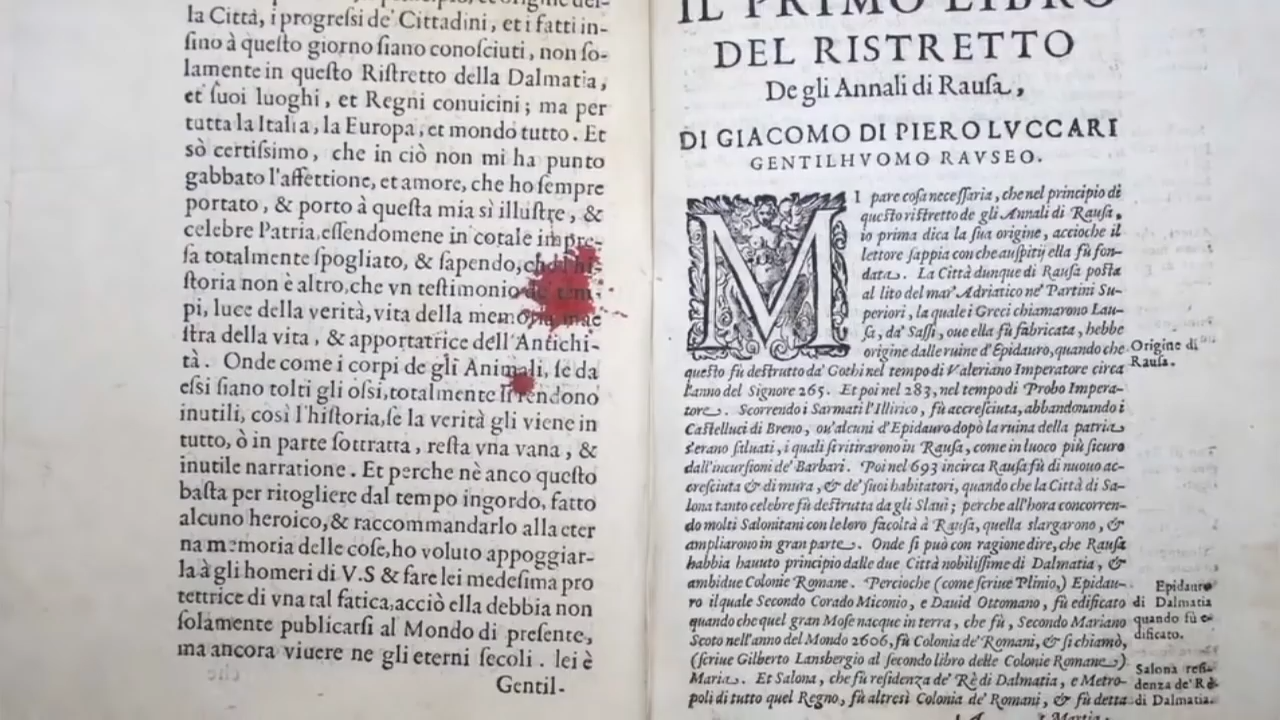 la Città, i progreſsi de' Cittadini, et i fatti in-
ſino à queſto giorno ſiano conoſciuti, non ſo-
lamente in queſto Riſtretto della Dalmatia,
et ſuoi luoghi, et Regni conuicini; ma per
tutta la Italia, la Europa, et mondo tutto. Et
sò certiſsimo, che in ciò non mi ha punto
gabbato l'affettione, et amore, che ho ſempre
portato, & porto à queſta mia sì illuſtre, &
celebre Patria, eſſendomene in cotale impre-
ſa totalmente ſpogliato, & ſapendo, che l'hi-
ſtoria non è altro, che vn teſtimonio de' tem-
pi, luce della verità, vita della memoria, mae
ſtra della vita, & apportatrice dell'Antichi-
tà. Onde come i corpi de gli Animali, ſe da
eſsi ſiano tolti gli oſsi, totalmente ſi rendono
inutili, così l'hiſtoria, ſe la verità gli viene in
tutto, ò in parte ſottratta, reſta vna vana, &
inutile narratione. Et perche nè anco queſto
baſta per ritogliere dal tempo ingordo, fatto
alcuno heroico, & raccommandarlo alla eter
na memoria delle coſe, ho voluto appoggiar-
la à gli homeri di V.S & fare lei medeſima pro
tettrice di vna tal fatica, acciò ella debbia non
ſolamente publicarſi al Mondo di preſente,
ma ancora viuere ne gli eterni ſecoli. lei è
Gentil-
IL PRIMO LIBRO
DEL RISTRETTO
De gli Annali di Rauſa,
DI GIACOMO DI PIERO LVCCARI
GENTILHVOMO RAVSEO.
MI pare coſa neceſſaria, che nel principio di
queſto riſtretto de gli Annali di Rauſa,
io prima dica la ſua origine, accioche il
lettore ſappia con che auſpitij ella fù fon-
data. La Città dunque di Rauſa poſta
al lito del mar' Adriatico ne' Partini Su-
periori, la quale i Greci chiamarono Lau-
ſa, da' Saſsi, oue ella fù fabricata, hebbe
origine dalle ruine d'Epidauro, quando che
queſto fù deſtrutto da' Gothi nel tempo di Valeriano Imperatore circa
l'anno del Signore 265. Et poi nel 283, nel tempo di Probo Impera-
tore. Scorrendo i Sarmati l'Illirico, fù accreſciuta, abbandonando i
Caſtelluci di Breno, ou'alcuni d'Epidauro dopò la ruina della patria
s'erano ſaluati, i quali ſi ritirarono in Rauſa, come in luoco più ſicuro
dall'incurſioni de' Barbari. Poi nel 693 incirca Rauſa fù di nuouo ac-
creſciuta & di mura, & de' ſuoi habitatori, quando che la Città di Sa-
lona tanto celebre fù deſtrutta da gli Slaui; perche all'hora concorren-
do molti Salonitani con le loro facoltà à Rauſa, quella slargarono, &
ampliarono in gran parte. Onde ſi può con ragione dire, che Rauſa
habbia hauuto principio dalle due Città nobiliſſime di Dalmatia, &
ambidue Colonie Romane. Percioche (come ſcriue Plinio,) Epidau-
ro il quale Secondo Corado Miconio, e Dauid Ottomano, fù edificato
quando che quel gran Moſe nacque in terra, che fù, Secondo Mariano
Scoto nell'anno del Mondo 2606, fù Colonia de' Romani, & ſi chiamò,
(ſcriue Gilberto Lansbergio al ſecondo libro delle Colonie Romane)
Maria. Et Salona, che fù reſidenza de' Rè di Dalmatia, e Metro-
poli di tutto quel Regno, fù altresì Colonia de' Romani, & fù detta
A Martia
Origine di
Rauſa.
Epidauro
di Dalmatia
quando fù e-
dificato.
Salona reſi-
denza de' Rè
di Dalmatia.